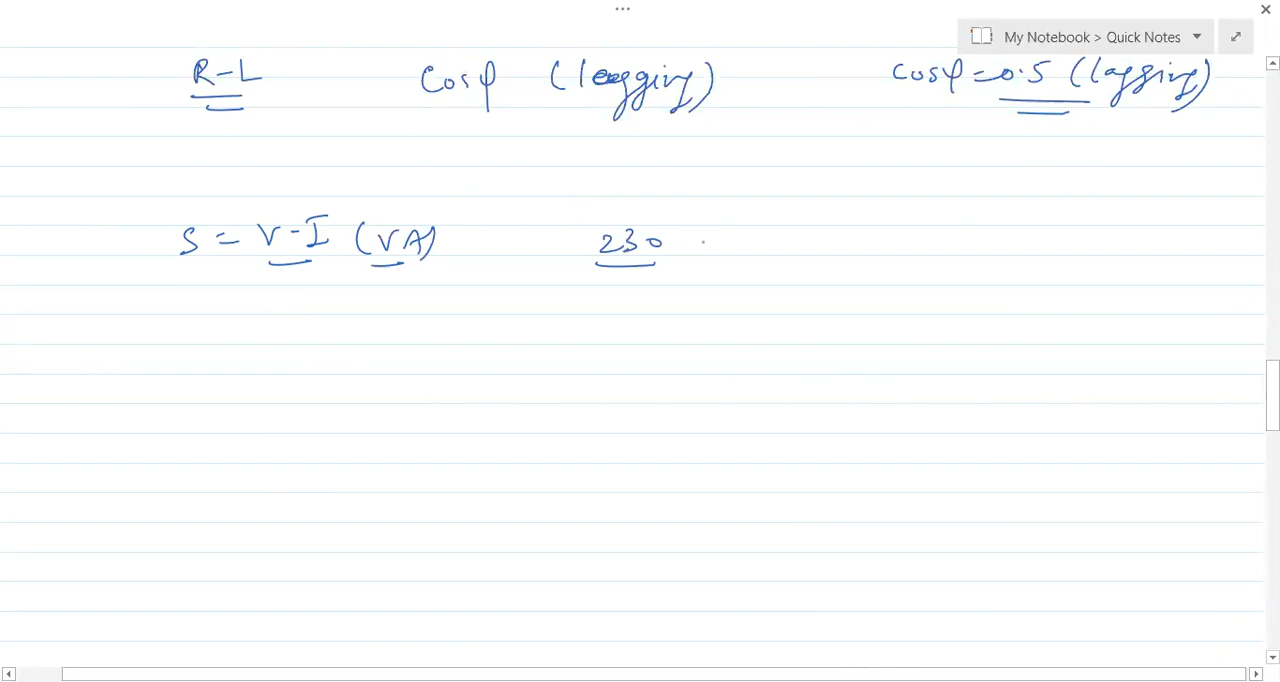 ...
My Notebook > Quick Notes
R-L cosφ (lagging) cosφ=0.5 (lagging)
S = V-I (VA) 230